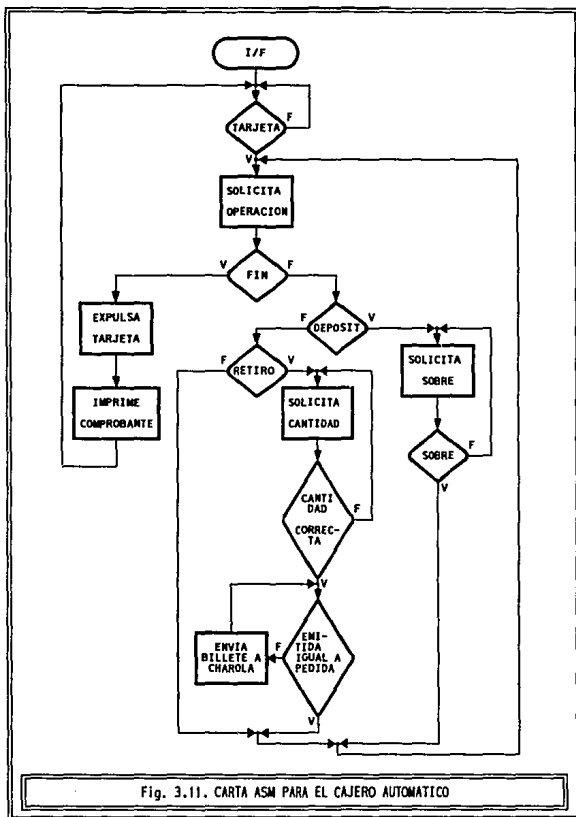 I/F
F
TARJETA
V
SOLICITA
OPERACION
V
FIN
F
EXPULSA
TARJETA
F
DEPOSIT
V
F
RETIRO
V
SOLICITA
SOBRE
IMPRIME
COMPROBANTE
SOLICITA
CANTIDAD
SOBRE
F
V
CANTI
DAD
F
CORREC-
TA
V
ENVIA
BILLETE A
CHAROLA
F
EMI-
TIDA
IGUAL A
PEDIDA
V
Fig. 3.11. CARTA ASM PARA EL CAJERO AUTOMATICO